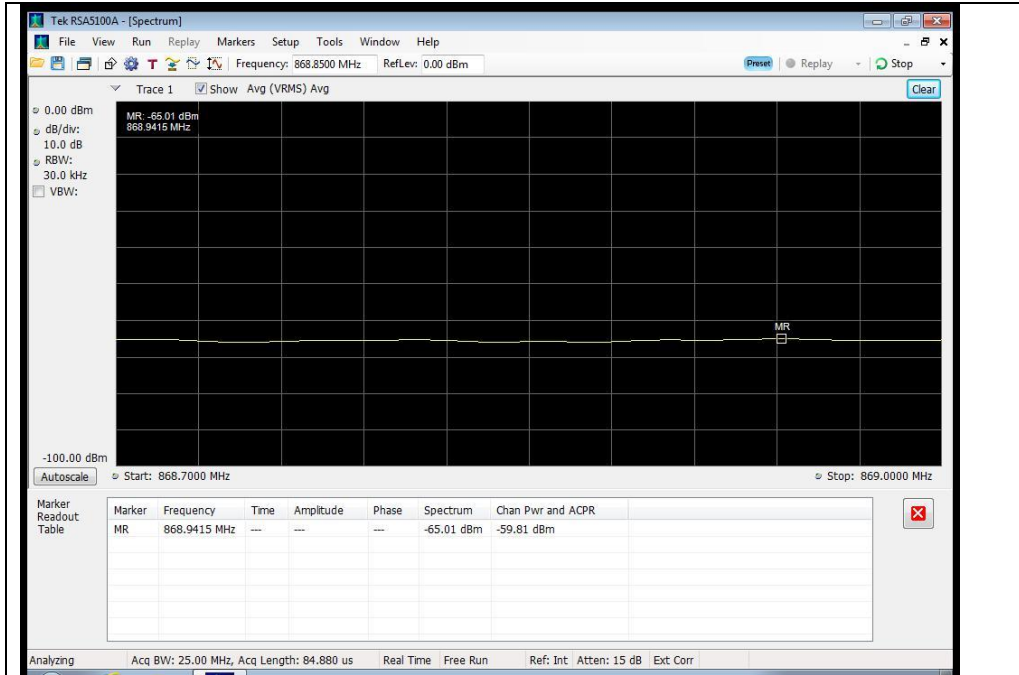 Tek RSA5100A - [Spectrum]
File View Run Replay Markers Setup Tools Window Help
T Frequency: 868.8500 MHz RefLev: 0.00 dBm Preset Replay Stop
Trace 1 Show Avg (VRMS) Avg Clear
0.00 dBm
MR: -65.01 dBm
868.9415 MHz
dB/div:
10.0 dB
RBW:
30.0 kHz
VBW:
MR
-100.00 dBm
Autoscale Start: 868.7000 MHz Stop: 869.0000 MHz
Marker Readout Table
Marker Frequency Time Amplitude Phase Spectrum Chan Pwr and ACPR
MR 868.9415 MHz --- --- --- -65.01 dBm -59.81 dBm
Analyzing Acq BW: 25.00 MHz, Acq Length: 84.880 us Real Time Free Run Ref: Int Atten: 15 dB Ext Corr